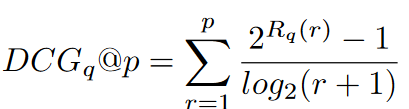 DCG_q@p = \sum_{r=1}^{p} \frac{2^{R_q(r)} - 1}{log_2(r + 1)}